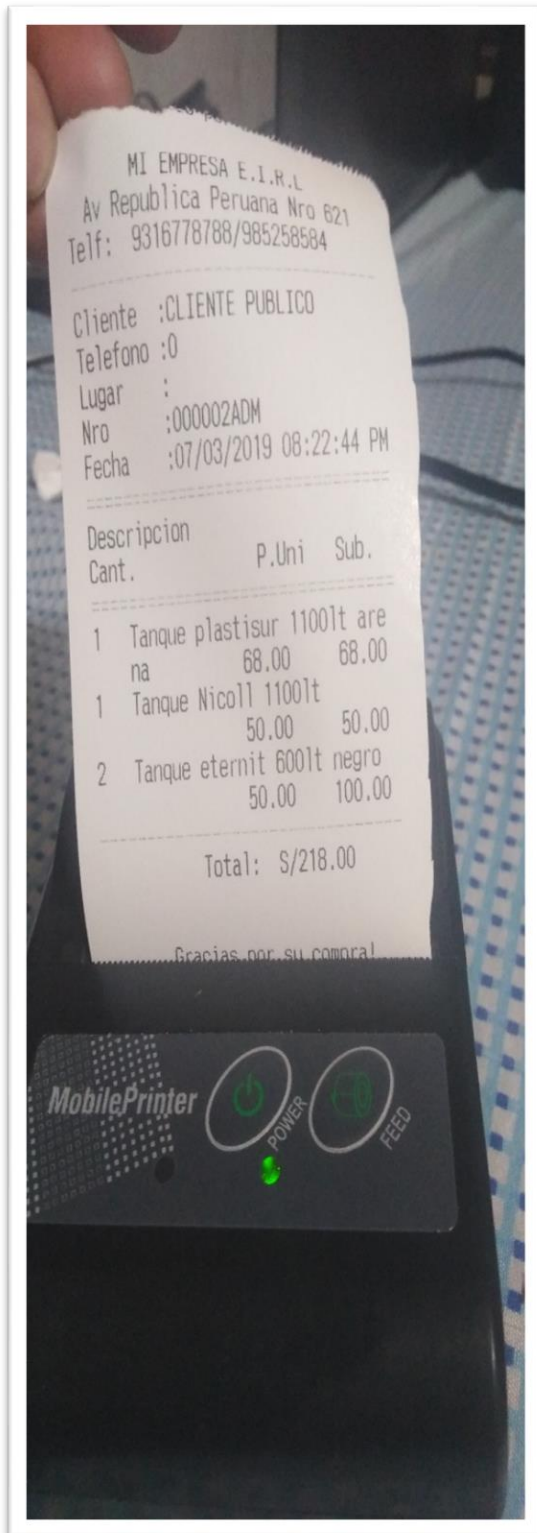 MI EMPRESA E.I.R.L
Av Republica Peruana Nro 621
Telf: 9316778788/985258584
Cliente :CLIENTE PUBLICO
Telefono :0
Lugar :
Nro :000002ADM
Fecha :07/03/2019 08:22:44 PM
Descripcion
Cant. P.Uni Sub.
1 Tanque plastisur 1100lt are
na 68.00 68.00
1 Tanque Nicoll 1100lt
50.00 50.00
2 Tanque eternit 600lt negro
50.00 100.00
Total: S/218.00
Gracias por su compra!
MobilePrinter
POWER
FEED